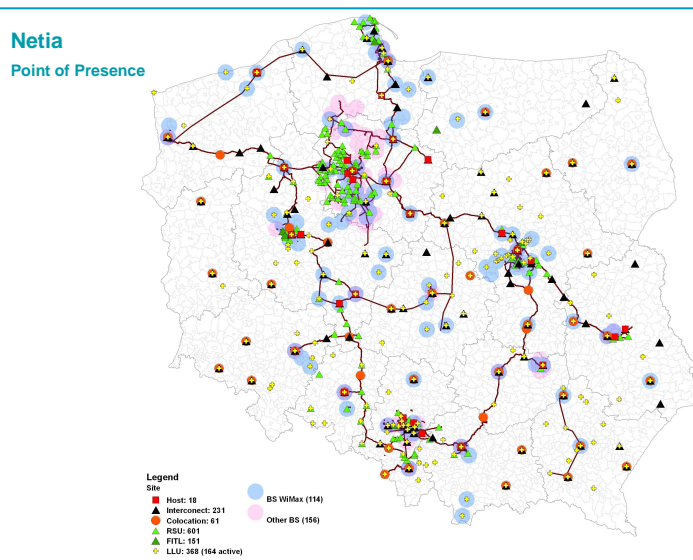 Netia
Point of Presence
Legend
Site
Host: 18
Interconect: 231
Colocation: 61
RSU: 601
FITL: 151
LLU: 368 (164 active)
BS WiMax (114)
Other BS (156)